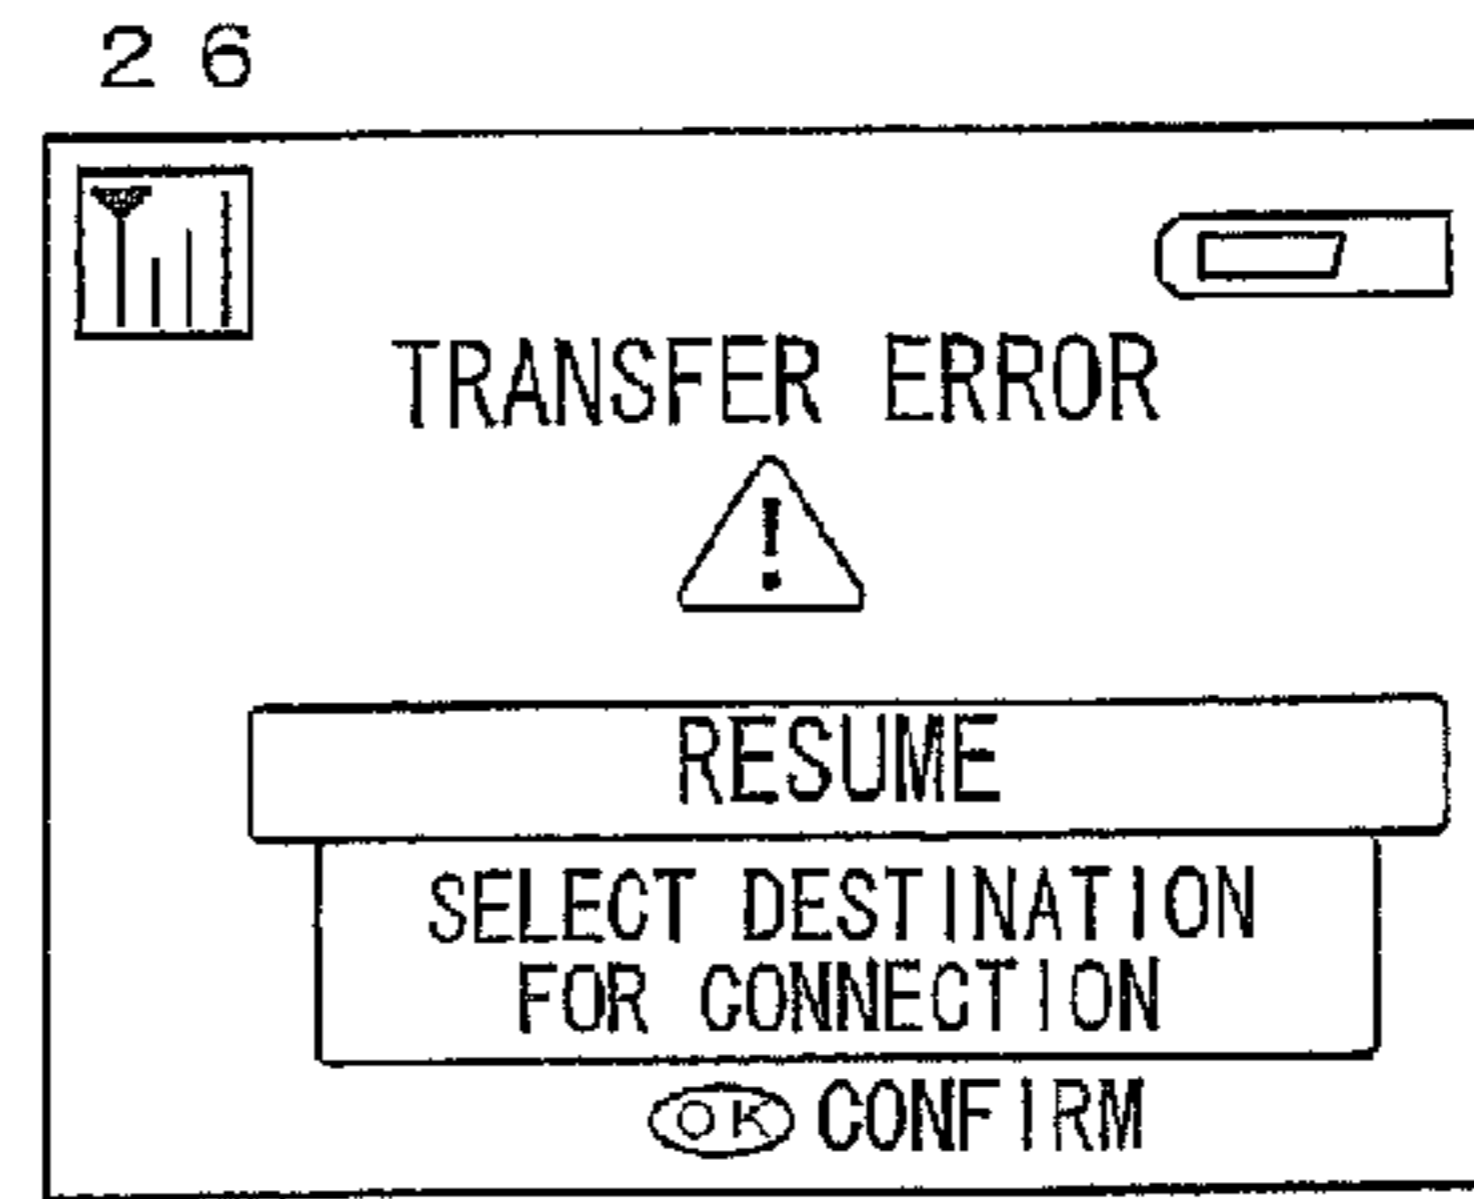 26
TRANSFER ERROR
!
RESUME
SELECT DESTINATION
FOR CONNECTION
OK CONFIRM